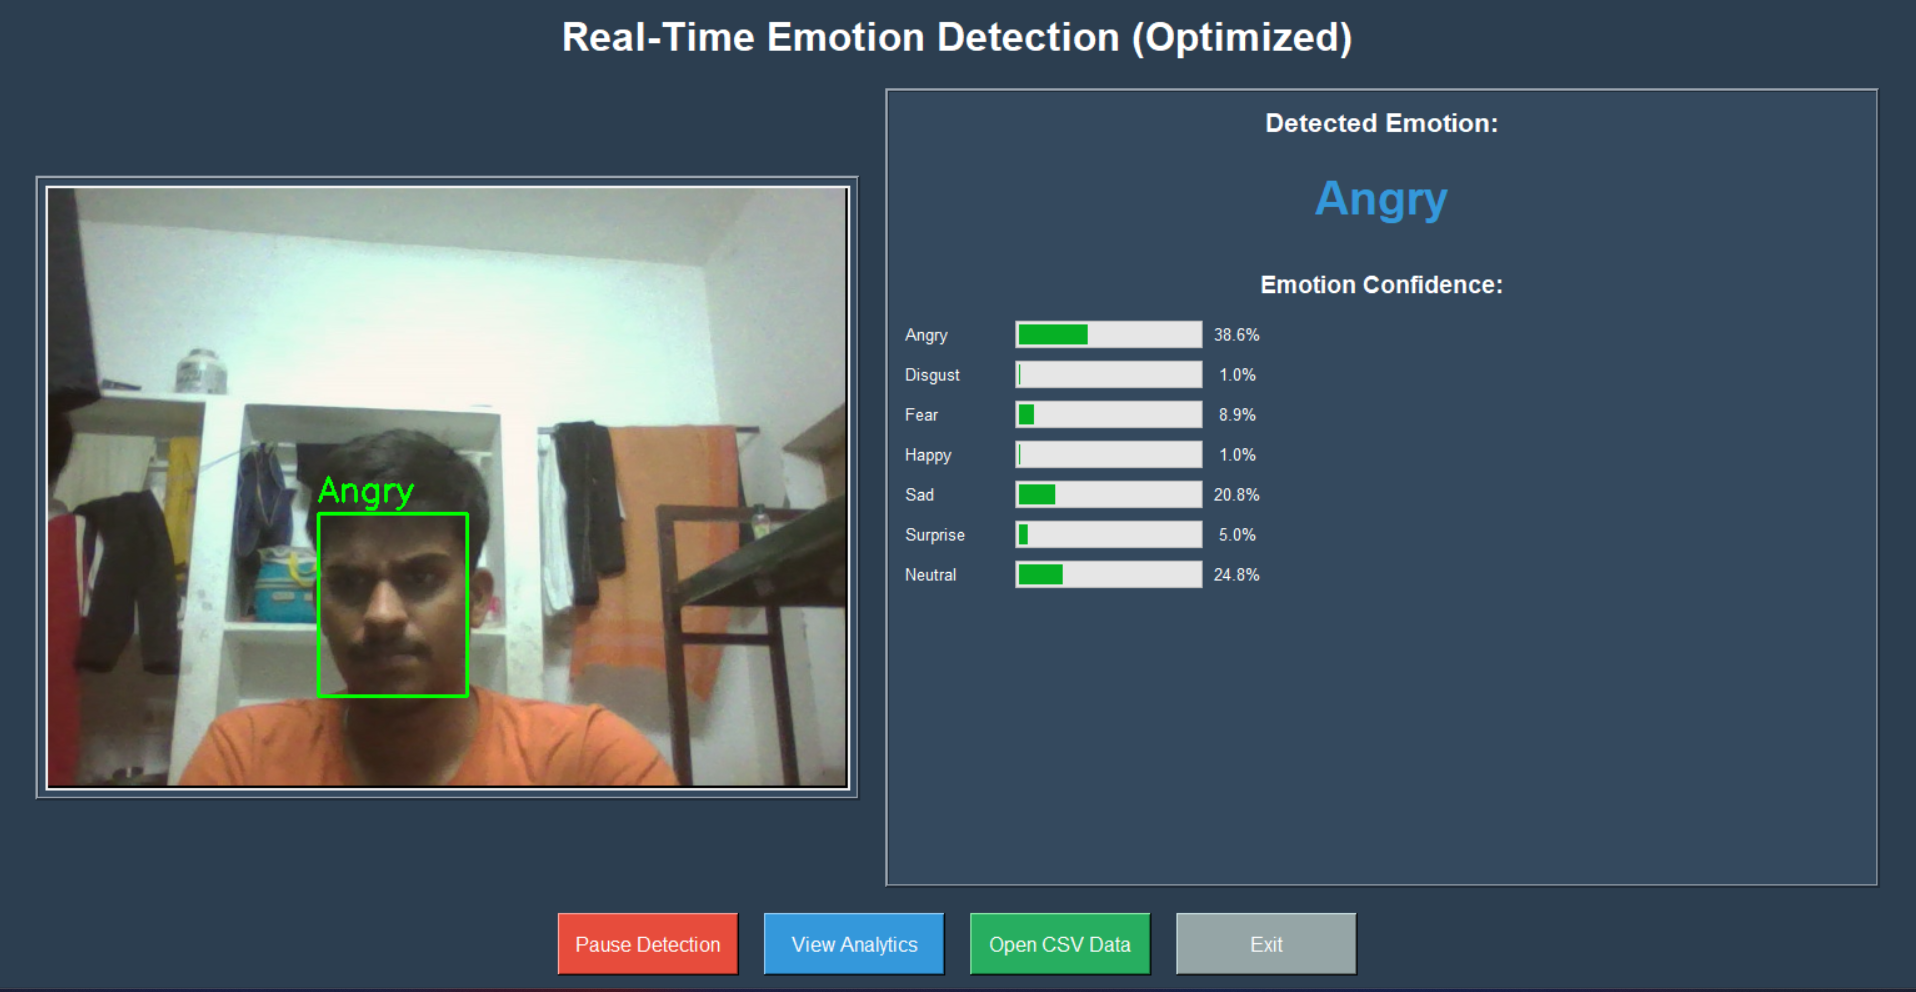 Real-Time Emotion Detection (Optimized)
Angry
Detected Emotion:
Angry
Emotion Confidence:
Angry 38.6%
Disgust 1.0%
Fear 8.9%
Happy 1.0%
Sad 20.8%
Surprise 5.0%
Neutral 24.8%
Pause Detection View Analytics Open CSV Data Exit